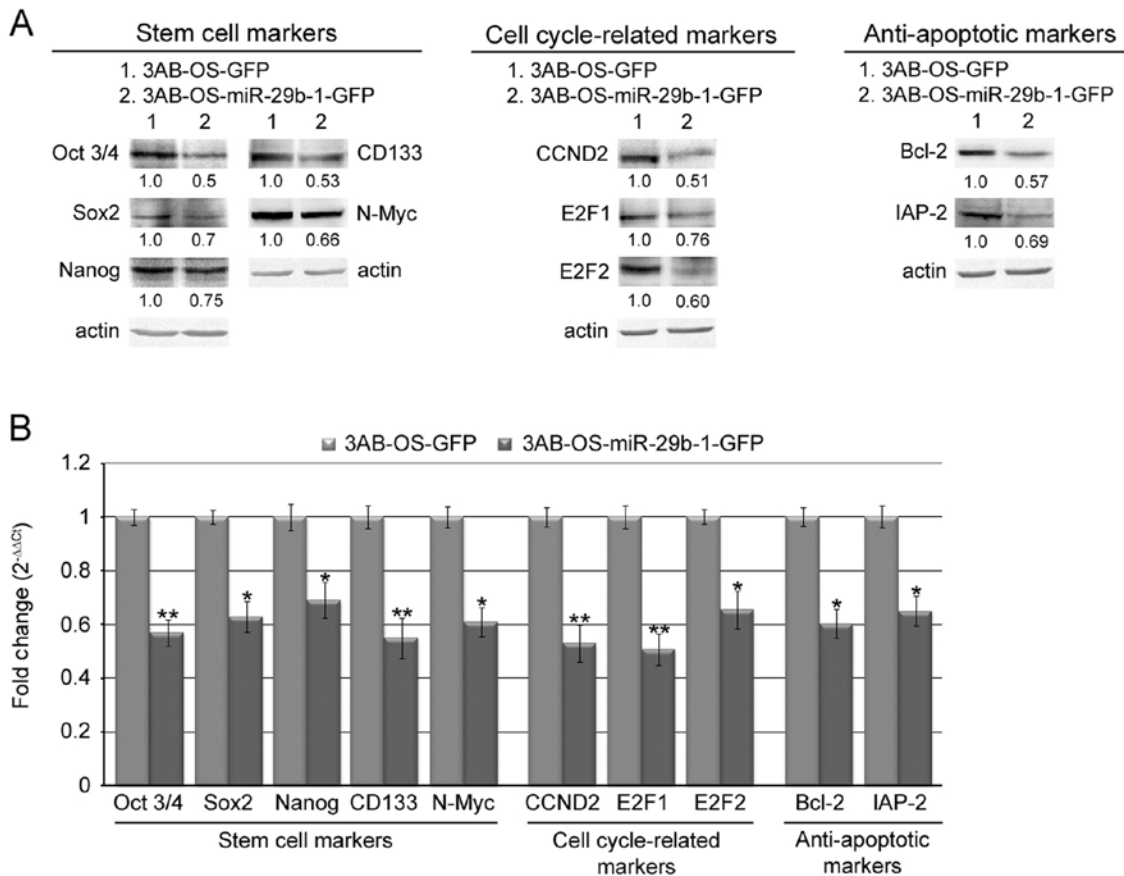 A
Stem cell markers
1. 3AB-OS-GFP
2. 3AB-OS-miR-29b-1-GFP
1 2 1 2
Oct 3/4 CD133
1.0 0.5 1.0 0.53
Sox2 N-Myc
1.0 0.7 1.0 0.66
Nanog actin
1.0 0.75
actin
Cell cycle-related markers
1. 3AB-OS-GFP
2. 3AB-OS-miR-29b-1-GFP
1 2
CCND2
1.0 0.51
E2F1
1.0 0.76
E2F2
1.0 0.60
actin
Anti-apoptotic markers
1. 3AB-OS-GFP
2. 3AB-OS-miR-29b-1-GFP
1 2
Bcl-2
1.0 0.57
IAP-2
1.0 0.69
actin
B
3AB-OS-GFP 3AB-OS-miR-29b-1-GFP
Fold change (2-ΔΔCt)
1.2
1
0.8
0.6
0.4
0.2
0
** * * ** * ** ** * * *
Oct 3/4 Sox2 Nanog CD133 N-Myc CCND2 E2F1 E2F2 Bcl-2 IAP-2
Stem cell markers
Cell cycle-related
markers
Anti-apoptotic
markers